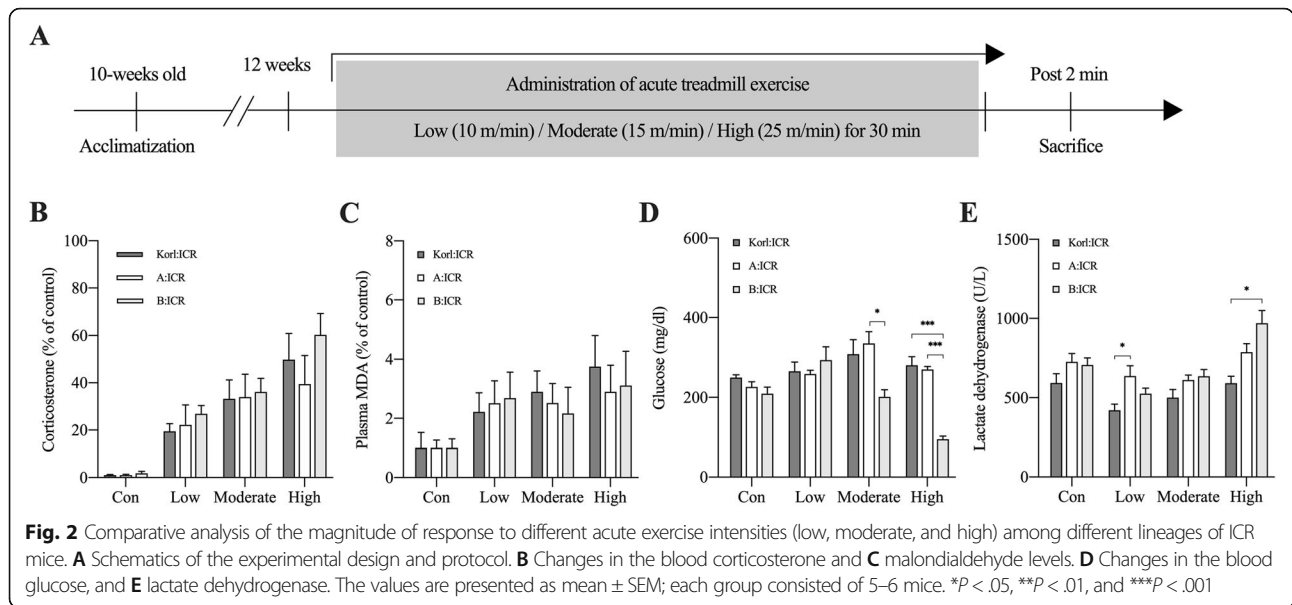 A
10-weeks old
12 weeks
Administration of acute treadmill exercise
Post 2 min
Low (10 m/min) / Moderate (15 m/min) / High (25 m/min) for 30 min
Acclimatization
Sacrifice
B
Corticosterone (% of control)
100
80
60
40
20
0
Korl:ICR
A:ICR
B:ICR
Con Low Moderate High
C
Plasma MDA (% of control)
8
6
4
2
0
Korl:ICR
A:ICR
B:ICR
Con Low Moderate High
D
Glucose (mg/dl)
600
400
200
0
Korl:ICR
A:ICR
B:ICR
*
***
***
Con Low Moderate High
E
Lactate dehydrogenase (U/L)
1500
1000
500
0
Korl:ICR
A:ICR
B:ICR
*
*
Con Low Moderate High
Fig. 2 Comparative analysis of the magnitude of response to different acute exercise intensities (low, moderate, and high) among different lineages of ICR
mice. A Schematics of the experimental design and protocol. B Changes in the blood corticosterone and C malondialdehyde levels. D Changes in the blood
glucose, and E lactate dehydrogenase. The values are presented as mean ± SEM; each group consisted of 5–6 mice. *P < .05, **P < .01, and ***P < .001